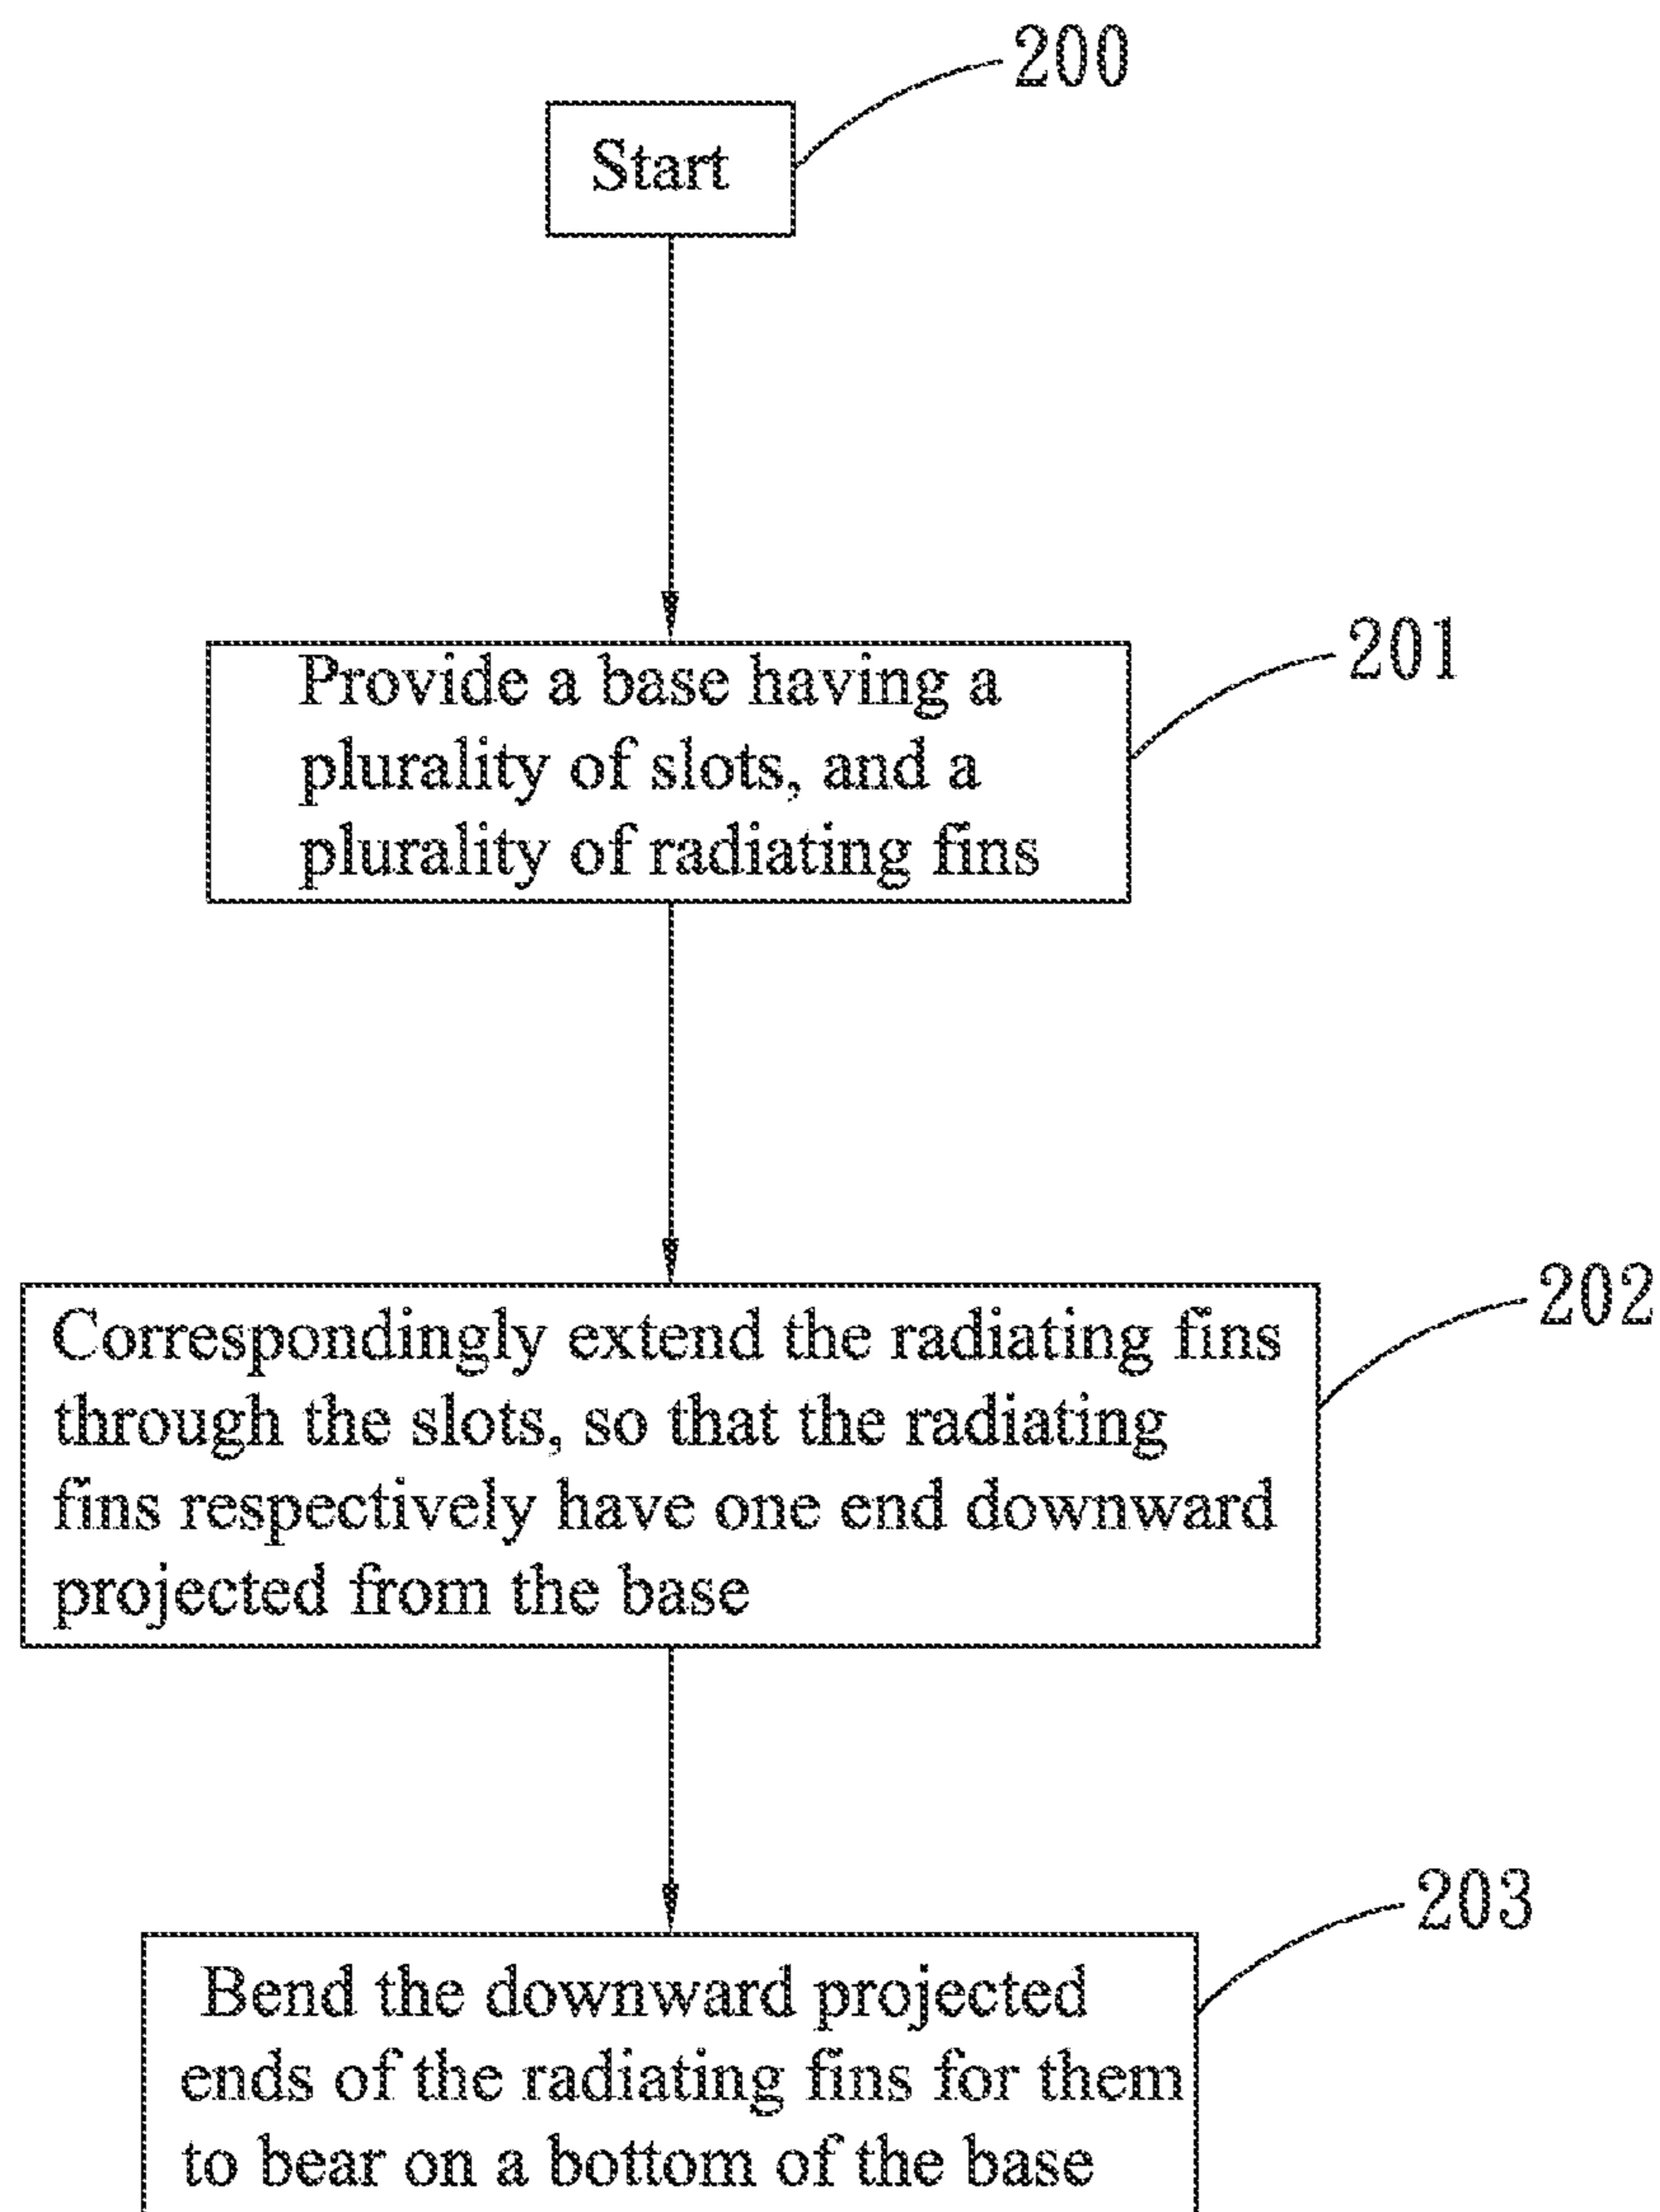 200
Start
201
Provide a base having a
plurality of slots, and a
plurality of radiating fins
202
Correspondingly extend the radiating fins
through the slots, so that the radiating
fins respectively have one end downward
projected from the base
203
Bend the downward projected
ends of the radiating fins for them
to bear on a bottom of the base